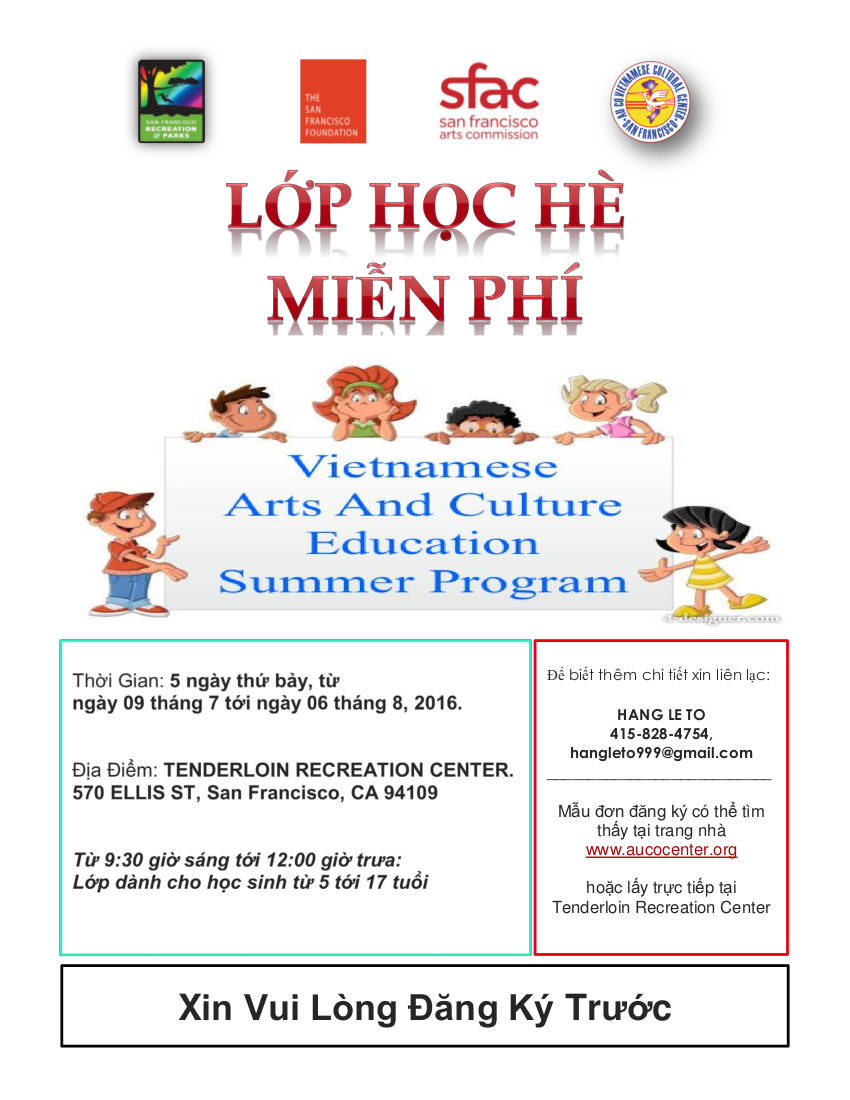 SAN FRANCISCO
RECREATION
& PARKS
THE
SAN
FRANCISCO
FOUNDATION
sfac
san francisco
arts commission
AU CO VIETNAMESE CULTURAL CENTER
SAN FRANCISCO
LỚP HỌC HÈ
MIỄN PHÍ
Vietnamese
Arts And Culture
Education
Summer Program
4-designer.com
Thời Gian: 5 ngày thứ bảy, từ
ngày 09 tháng 7 tới ngày 06 tháng 8, 2016.
Địa Điểm: TENDERLOIN RECREATION CENTER.
570 ELLIS ST, San Francisco, CA 94109
Từ 9:30 giờ sáng tới 12:00 giờ trưa:
Lớp dành cho học sinh từ 5 tới 17 tuổi
Để biết thêm chi tiết xin liên lạc:
HANG LE TO
415-828-4754,
hangleto999@gmail.com
Mẫu đơn đăng ký có thể tìm
thấy tại trang nhà
www.aucocenter.org
hoặc lấy trực tiếp tại
Tenderloin Recreation Center
Xin Vui Lòng Đăng Ký Trước